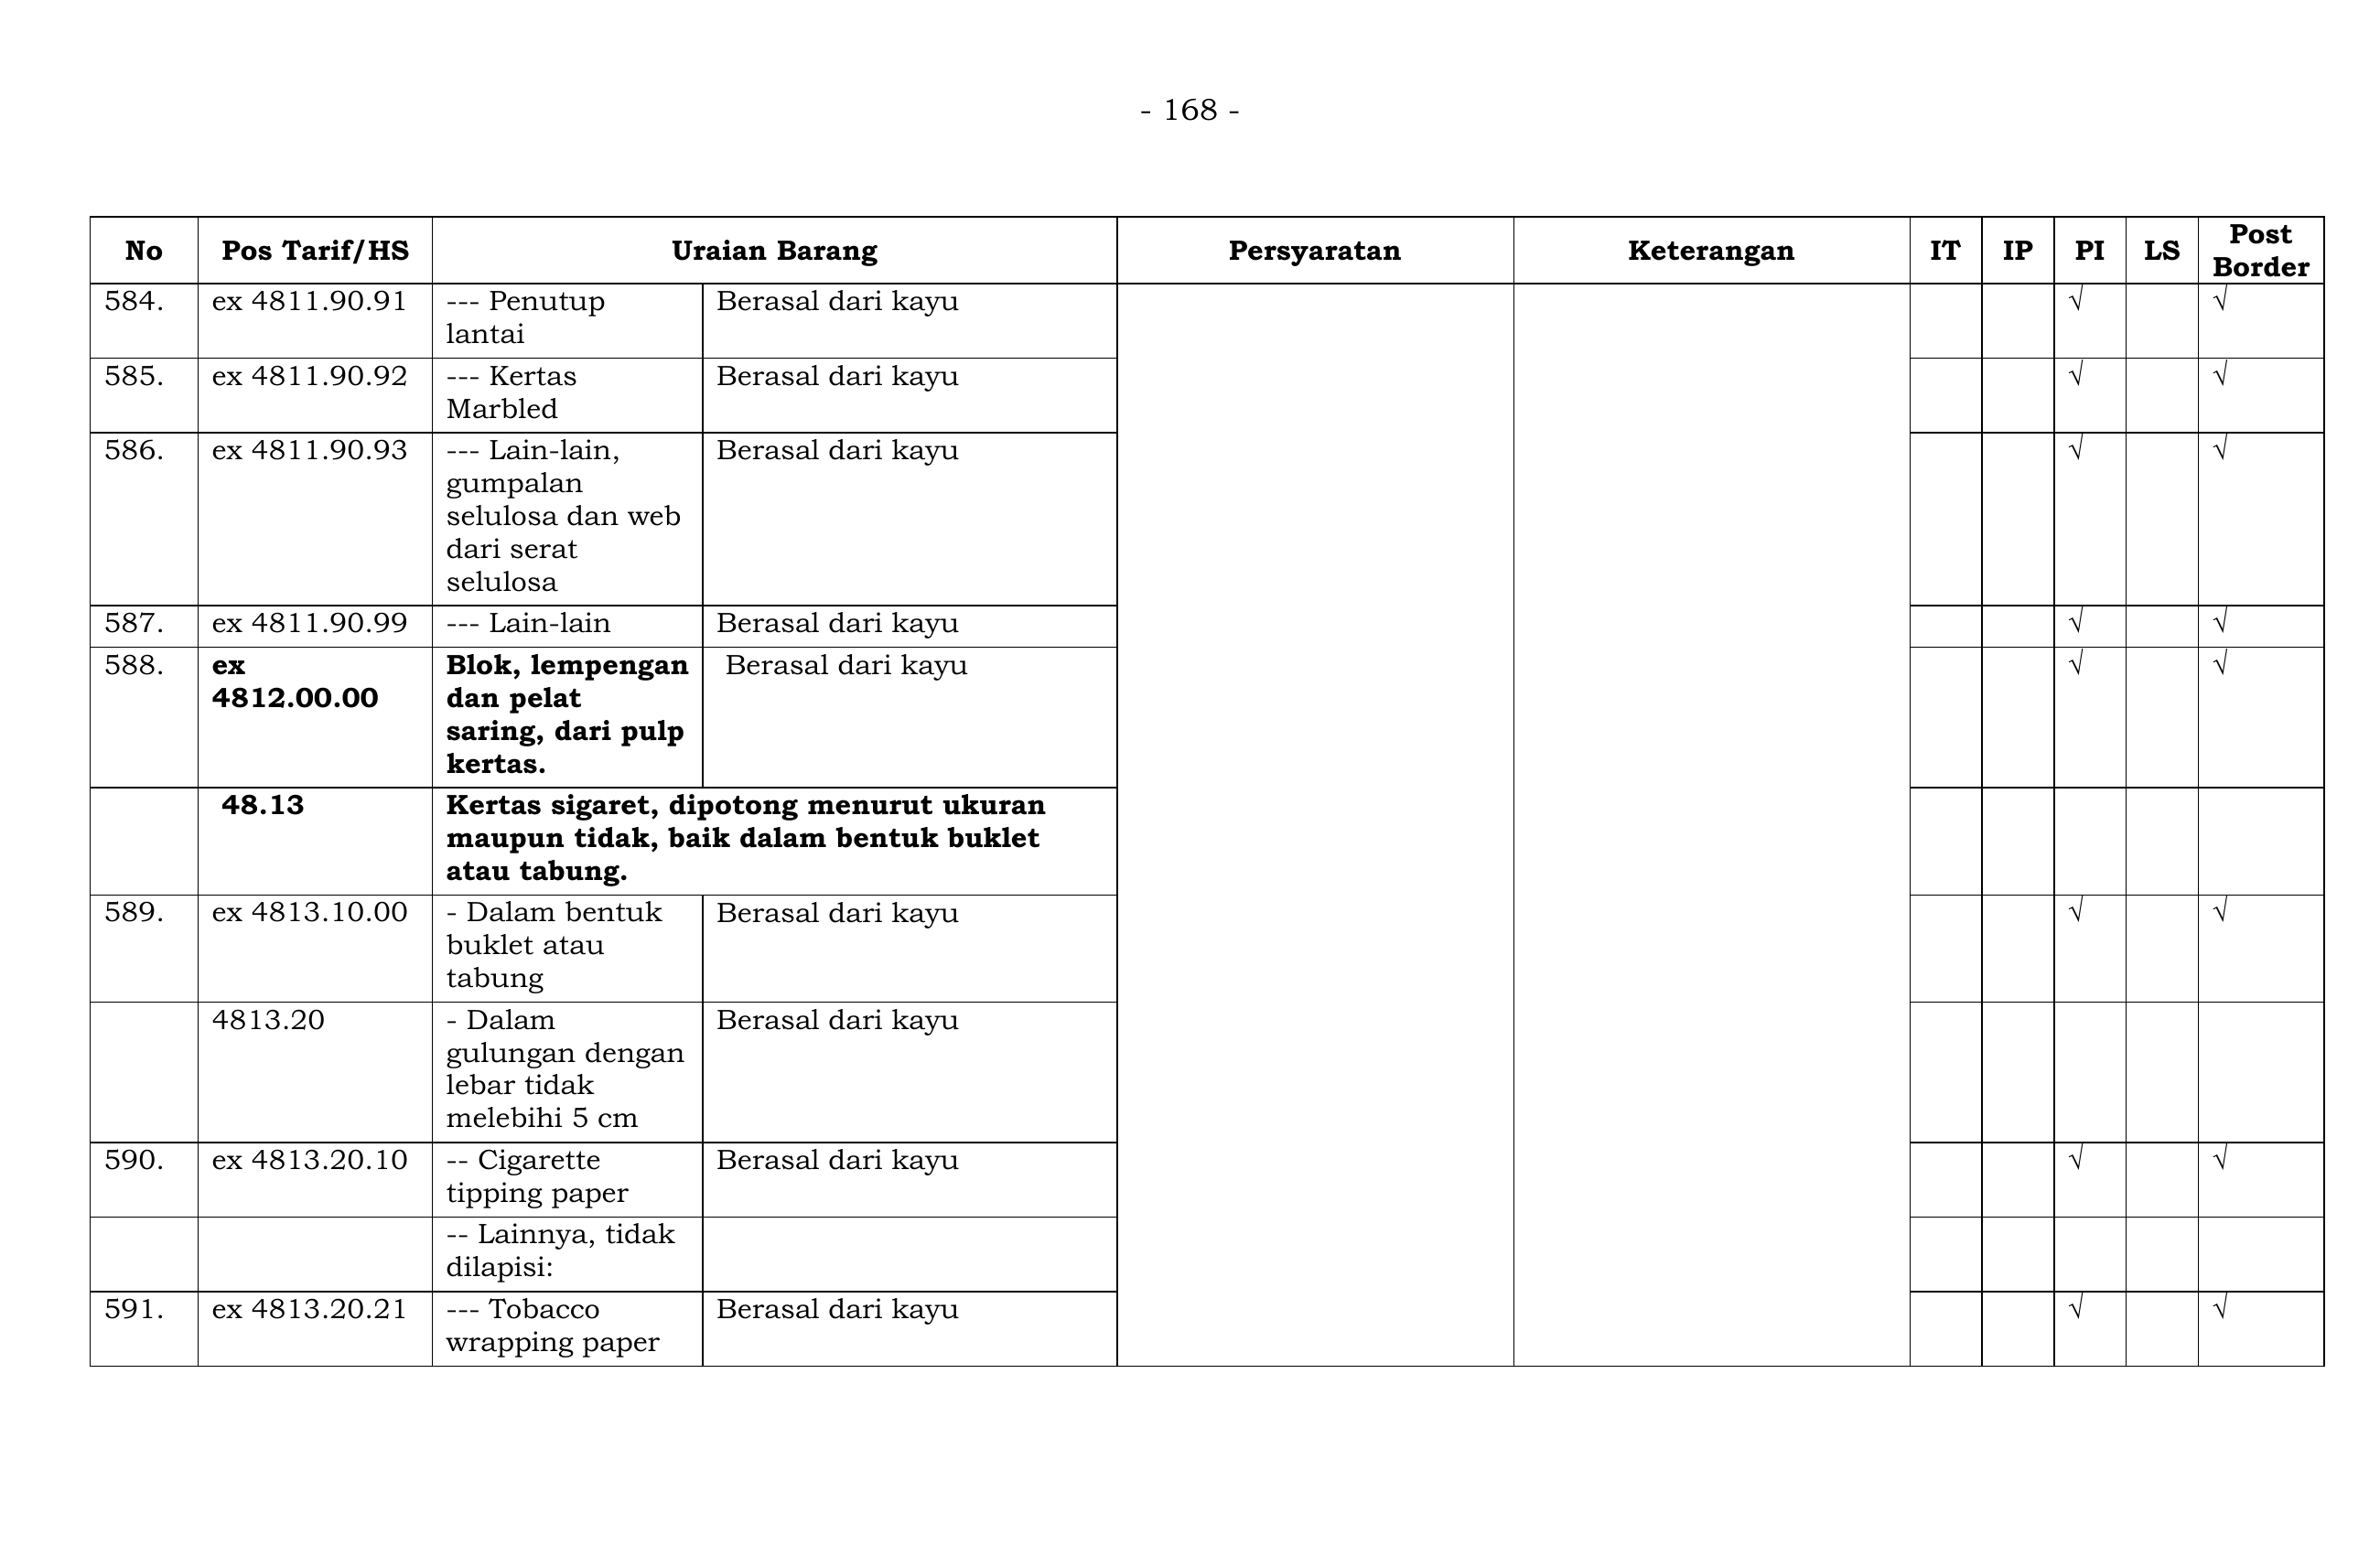 - 168 -
No Pos Tarif/HS Uraian Barang Persyaratan Keterangan IT IP PI LS Post Border
584. ex 4811.90.91 --- Penutup Berasal dari kayu √ √
lantai
585. ex 4811.90.92 --- Kertas Berasal dari kayu √ √
Marbled
586. ex 4811.90.93 --- Lain-lain, Berasal dari kayu √ √
gumpalan
selulosa dan web
dari serat
selulosa
587. ex 4811.90.99 --- Lain-lain Berasal dari kayu √ √
588. ex Blok, lempengan Berasal dari kayu √ √
4812.00.00 dan pelat
saring, dari pulp
kertas.
48.13 Kertas sigaret, dipotong menurut ukuran
maupun tidak, baik dalam bentuk buklet
atau tabung.
589. ex 4813.10.00 - Dalam bentuk Berasal dari kayu √ √
buklet atau
tabung
4813.20 - Dalam Berasal dari kayu
gulungan dengan
lebar tidak
melebihi 5 cm
590. ex 4813.20.10 -- Cigarette Berasal dari kayu √ √
tipping paper
-- Lainnya, tidak
dilapisi:
591. ex 4813.20.21 --- Tobacco Berasal dari kayu √ √
wrapping paper